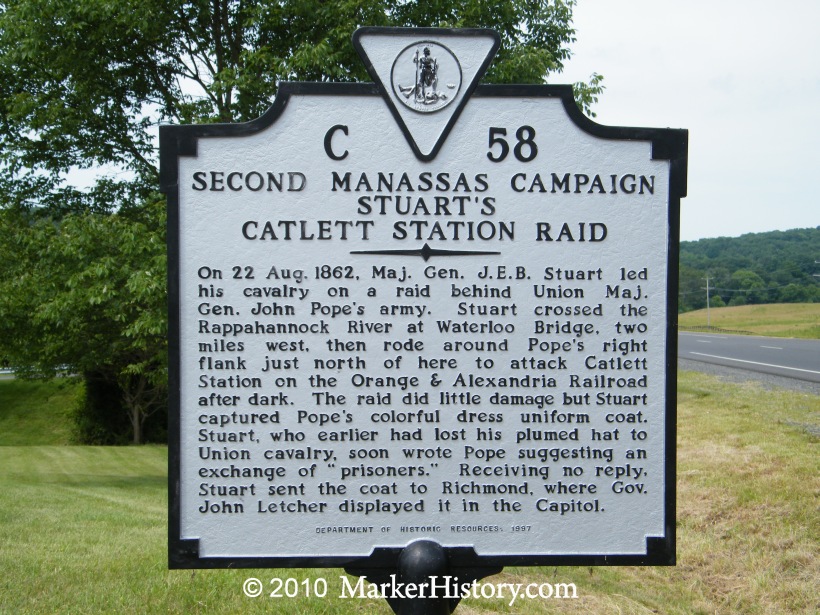 C 58
SECOND MANASSAS CAMPAIGN
STUART'S
CATLETT STATION RAID
On 22 Aug. 1862, Maj. Gen. J.E.B. Stuart led
his cavalry on a raid behind Union Maj.
Gen. John Pope's army. Stuart crossed the
Rappahannock River at Waterloo Bridge, two
miles west, then rode around Pope's right
flank just north of here to attack Catlett
Station on the Orange & Alexandria Railroad
after dark. The raid did little damage but Stuart
captured Pope's colorful dress uniform coat.
Stuart, who earlier had lost his plumed hat to
Union cavalry, soon wrote Pope suggesting an
exchange of "prisoners." Receiving no reply,
Stuart sent the coat to Richmond, where Gov.
John Letcher displayed it in the Capitol.
DEPARTMENT OF HISTORIC RESOURCES, 1997
© 2010 MarkerHistory.com